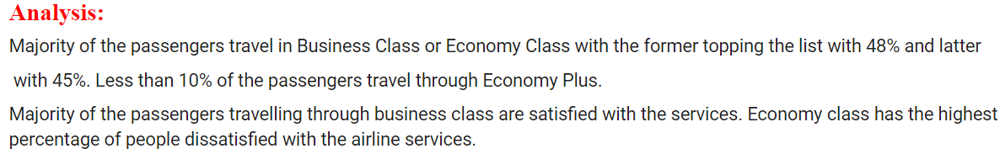 Analysis:
Majority of the passengers travel in Business Class or Economy Class with the former topping the list with 48% and latter
with 45%. Less than 10% of the passengers travel through Economy Plus.
Majority of the passengers travelling through business class are satisfied with the services. Economy class has the highest
percentage of people dissatisfied with the airline services.